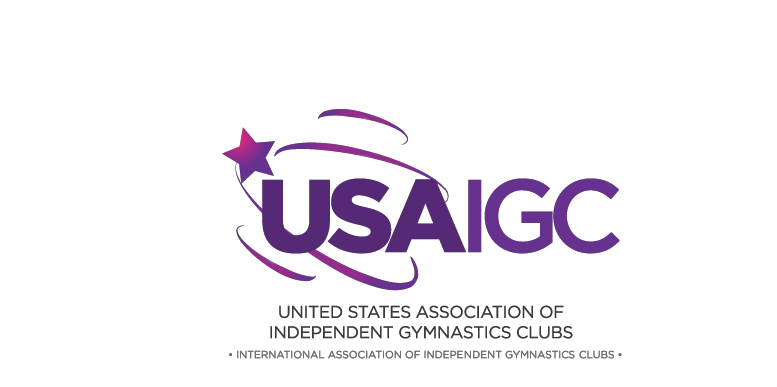 USAIGC
UNITED STATES ASSOCIATION OF
INDEPENDENT GYMNASTICS CLUBS
• INTERNATIONAL ASSOCIATION OF INDEPENDENT GYMNASTICS CLUBS •